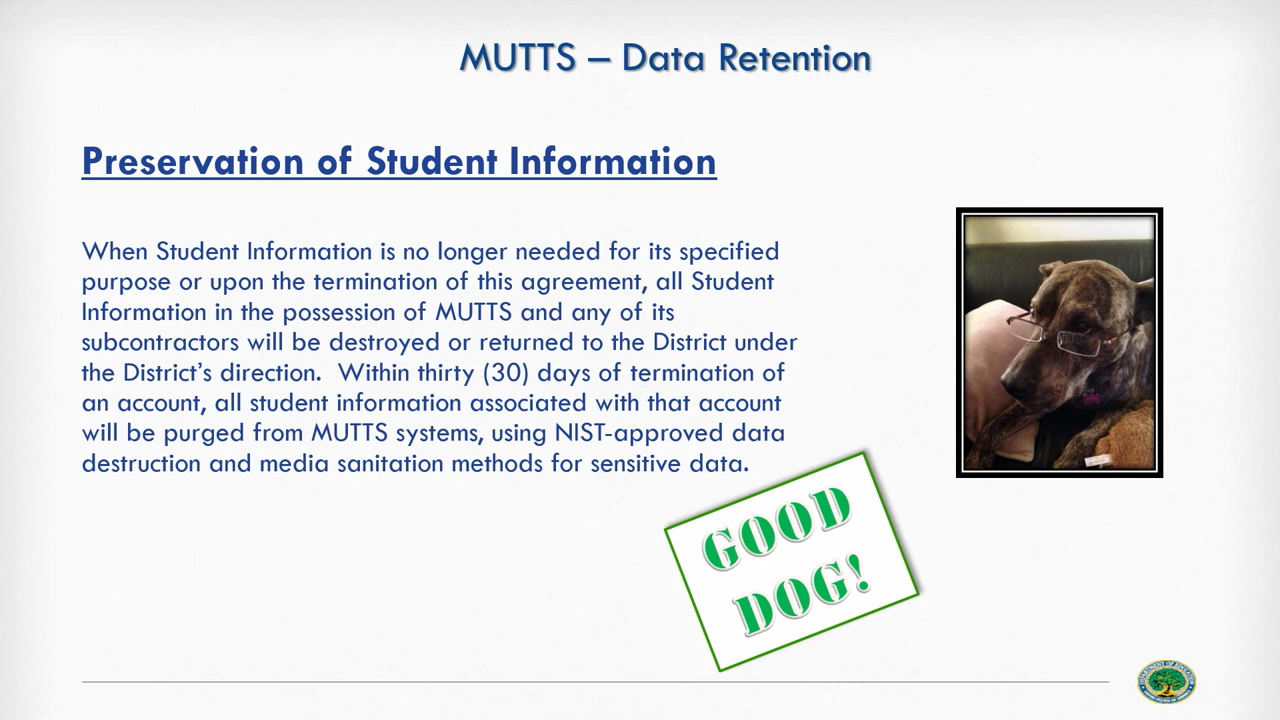 MUTTS – Data Retention
Preservation of Student Information
When Student Information is no longer needed for its specified
purpose or upon the termination of this agreement, all Student
Information in the possession of MUTTS and any of its
subcontractors will be destroyed or returned to the District under
the District’s direction.  Within thirty (30) days of termination of
an account, all student information associated with that account
will be purged from MUTTS systems, using NIST-approved data
destruction and media sanitation methods for sensitive data.
GOOD
DOG!